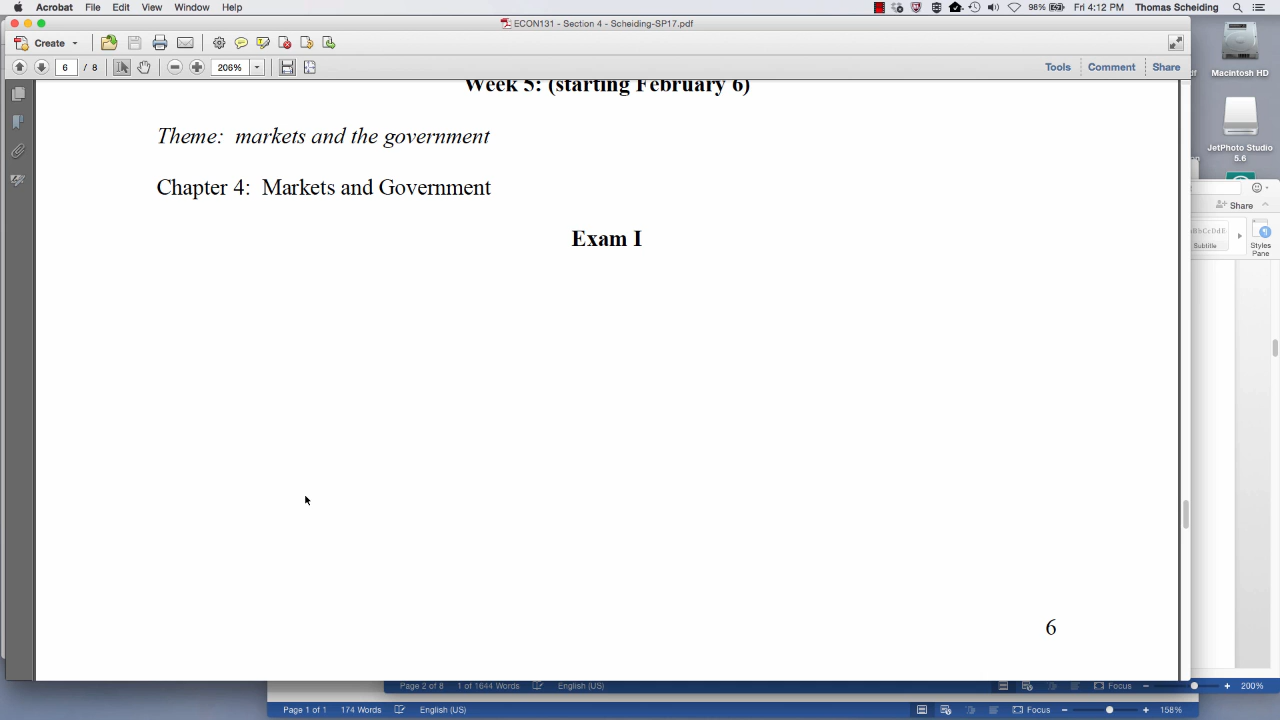 Acrobat File Edit View Window Help
98% Fri 4:12 PM Thomas Scheiding
ECON131 - Section 4 - Scheiding-SP17.pdf
Create
6 / 8 206% Tools Comment Share
Week 5: (starting February 6)
Theme: markets and the government
Chapter 4: Markets and Government
Exam I
6
Macintosh HD
JetPhoto Studio
5.6
Share
AaBbCcDdE
Subtitle
Styles
Pane
Page 2 of 8 1 of 1644 Words English (US) Focus 200%
Page 1 of 1 174 Words English (US) Focus 158%